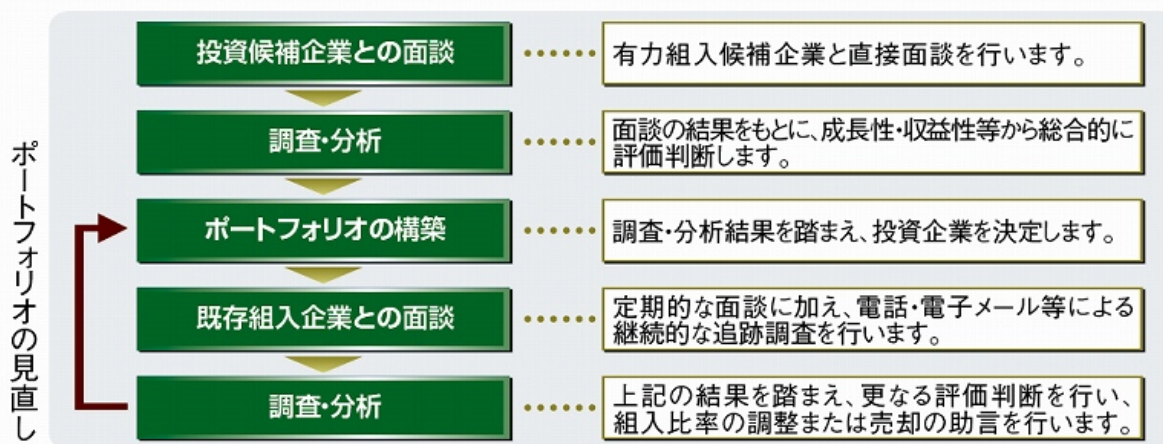 投資候補企業との面談
有力組入候補企業と直接面談を行います。
調査・分析
面談の結果をもとに、成長性・収益性等から総合的に
評価判断します。
ポートフォリオの構築
調査・分析結果を踏まえ、投資企業を決定します。
既存組入企業との面談
定期的な面談に加え、電話・電子メール等による
継続的な追跡調査を行います。
調査・分析
上記の結果を踏まえ、更なる評価判断を行い、
組入比率の調整または売却の助言を行います。
ポートフォリオの見直し